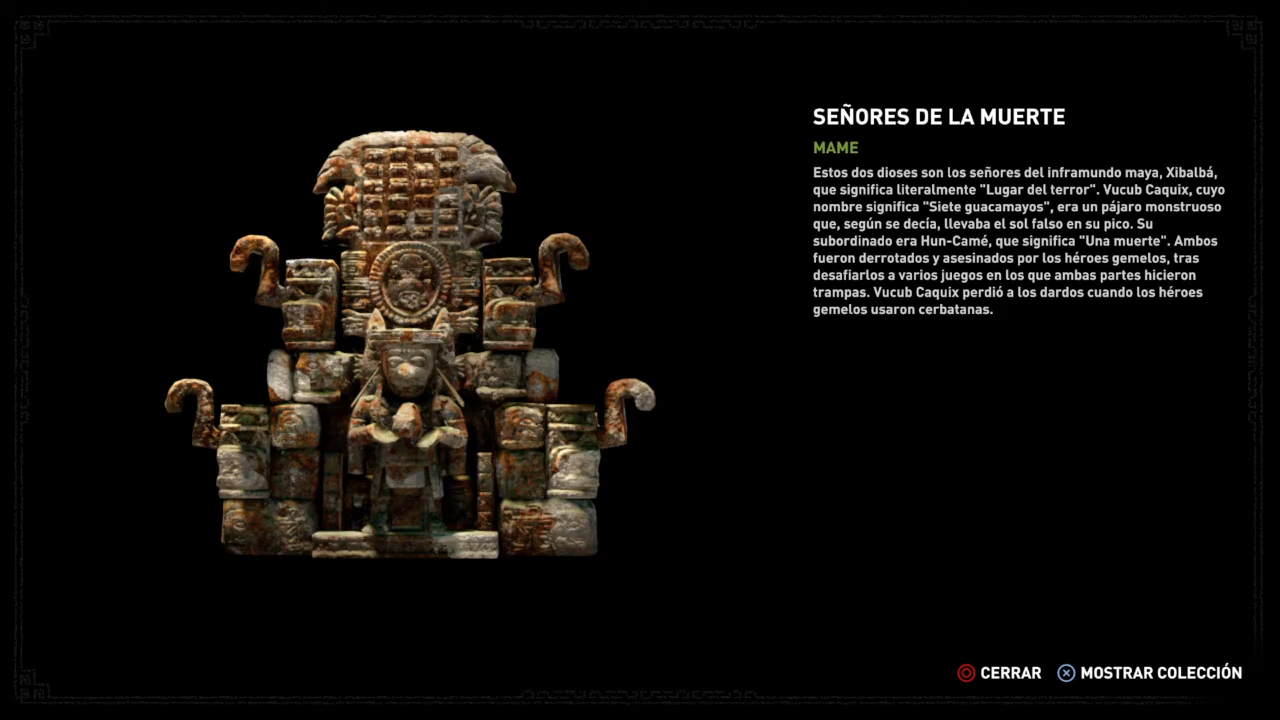 SEÑORES DE LA MUERTE
MAME
Estos dos dioses son los señores del inframundo maya, Xibalbá,
que significa literalmente "Lugar del terror". Vucub Caquix, cuyo
nombre significa "Siete guacamayos", era un pájaro monstruoso
que, según se decía, llevaba el sol falso en su pico. Su
subordinado era Hun-Camé, que significa "Una muerte". Ambos
fueron derrotados y asesinados por los héroes gemelos, tras
desafiarlos a varios juegos en los que ambas partes hicieron
trampas. Vucub Caquix perdió a los dardos cuando los héroes
gemelos usaron cerbatanas.
CERRAR MOSTRAR COLECCIÓN